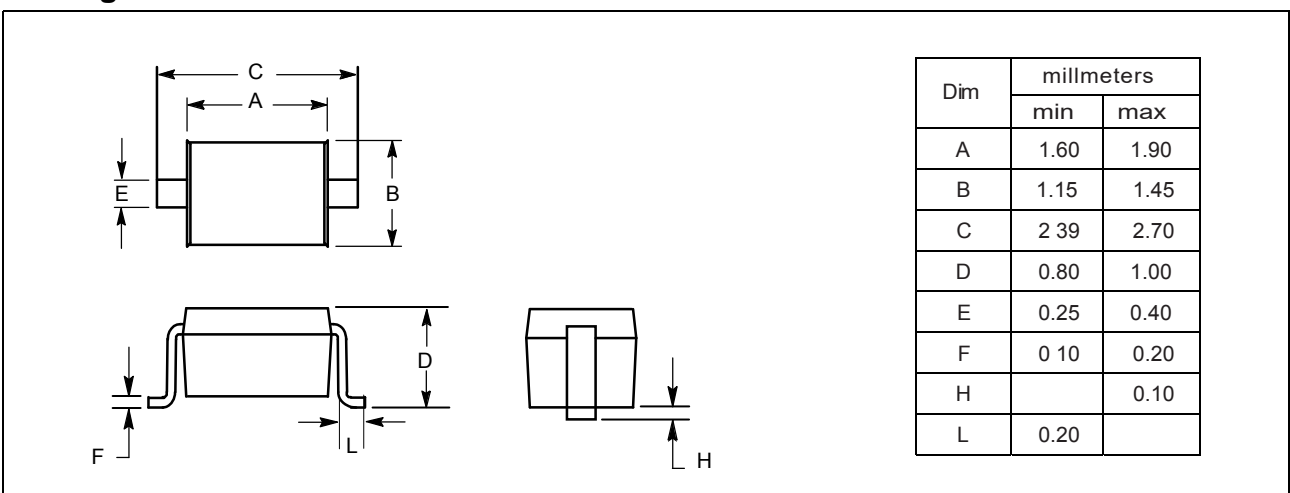 C
A
E
B
D
F
L
H
Dim millmeters
min max
A 1.60 1.90
B 1.15 1.45
C 2 39 2.70
D 0.80 1.00
E 0.25 0.40
F 0 10 0.20
H 0.10
L 0.20